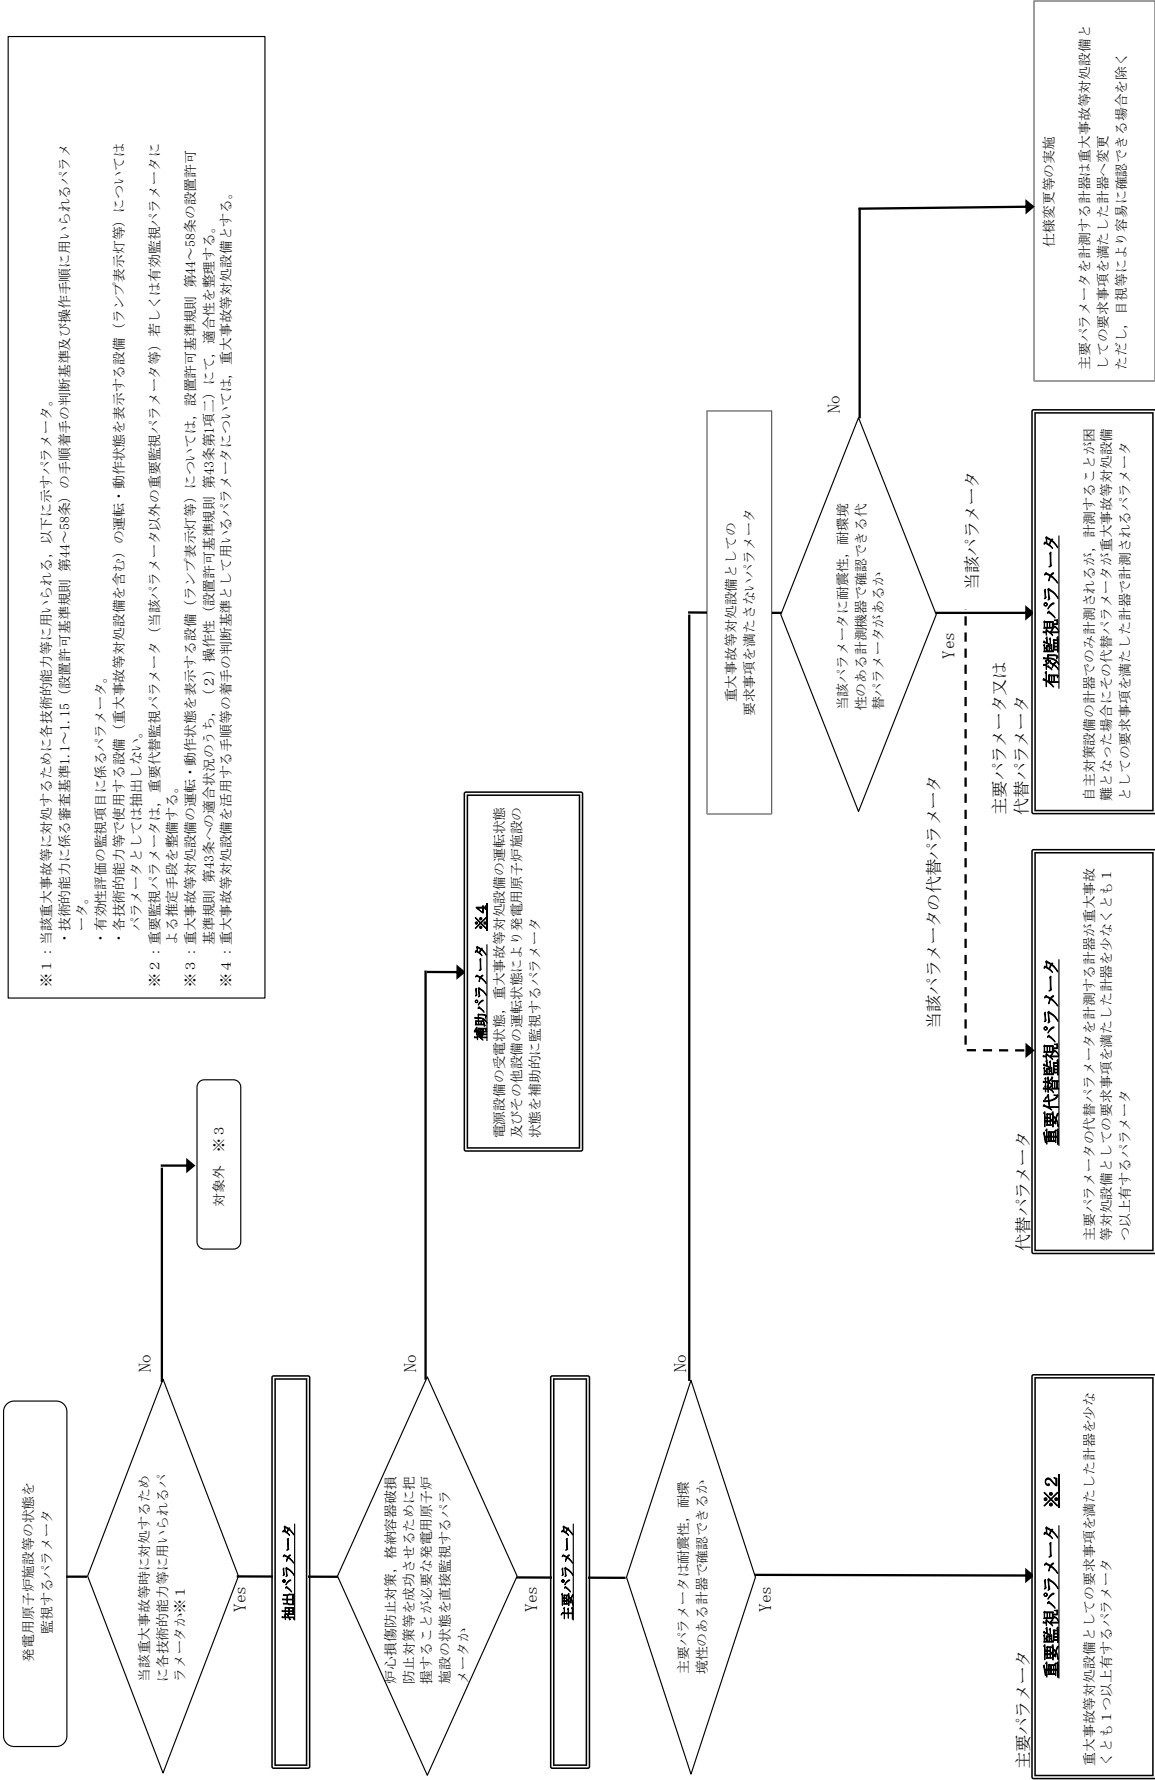 発電用原子炉施設等の状態を
監視するパラメータ
当該重大事故等時に対処するため
に各技術的能力等に用いられるパ
ラメータか※１
No
Yes
対象外　※３
抽出パラメータ
炉心損傷防止対策，格納容器破損
防止対策等を成功させるために把
握することが必要な発電用原子炉
施設の状態を直接監視するパラ
メータか
No
Yes
補助パラメータ　※４
電源設備の受電状態，重大事故等対処設備の運転状態
及びその他設備の運転状態により発電用原子炉施設の
状態を補助的に監視するパラメータ
主要パラメータ
主要パラメータは耐震性，耐環
境性のある計器で確認できるか
No
Yes
重大事故等対処設備としての
要求事項を満たさないパラメータ
当該パラメータに耐震性，耐環境
性のある計測機器で確認できる代
替パラメータがあるか
No
Yes
当該パラメータの代替パラメータ
当該パラメータ
主要パラメータ
重要監視パラメータ　※２
重大事故等対処設備としての要求事項を満たした計器を少な
くとも１つ以上有するパラメータ
代替パラメータ
重要代替監視パラメータ
主要パラメータの代替パラメータを計測する計器が重大事故
等対処設備としての要求事項を満たした計器を少なくとも１
つ以上有するパラメータ
主要パラメータ又は
代替パラメータ
有効監視パラメータ
自主対策設備の計器でのみ計測されるが，計測することが困
難となった場合にその代替パラメータが重大事故等対処設備
としての要求事項を満たした計器で計測されるパラメータ
仕様変更等の実施
主要パラメータを計測する計器は重大事故等対処設備と
しての要求事項を満たした計器へ変更
ただし，目視等により容易に確認できる場合を除く
※１：当該重大事故等に対処するために各技術的能力等に用いられる，以下に示すパラメータ。
・技術的能力に係る審査基準1.1～1.15（設置許可基準規則　第44～58条）の手順着手の判断基準及び操作手順に用いられるパラメ
ータ。
・有効性評価の監視項目に係るパラメータ。
・各技術的能力等で使用する設備（重大事故等対処設備を含む）の運転・動作状態を表示する設備（ランプ表示灯等）については
パラメータとしては抽出しない。
※２：重要監視パラメータは，重要代替監視パラメータ（当該パラメータ以外の重要監視パラメータ等）若しくは有効監視パラメータに
よる推定手段を整備する。
※３：重大事故等対処設備の運転・動作状態を表示する設備（ランプ表示灯等）については，設置許可基準規則　第44～58条の設置許可
基準規則　第43条への適合状況のうち，（２）操作性（設置許可基準規則　第43条第1項二）にて，適合性を整理する。
※４：重大事故等対処設備を活用する手順等の着手の判断基準として用いるパラメータについては，重大事故等対処設備とする。